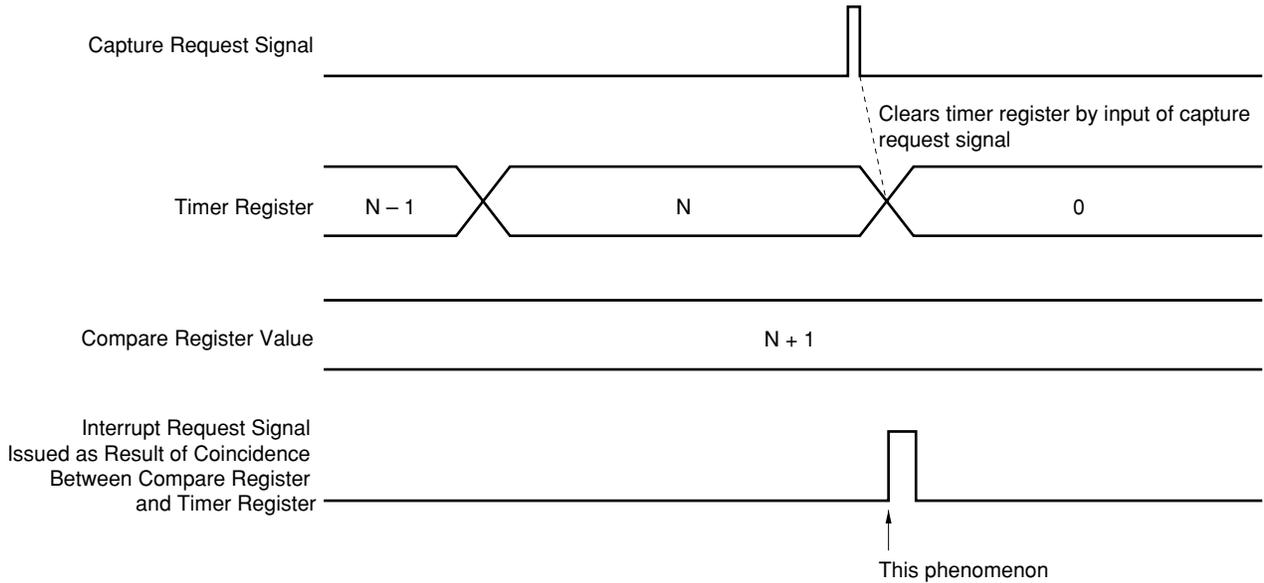 Capture Request Signal
Clears timer register by input of capture
request signal
Timer Register
N – 1
N
0
Compare Register Value
N + 1
Interrupt Request Signal
Issued as Result of Coincidence
Between Compare Register
and Timer Register
This phenomenon